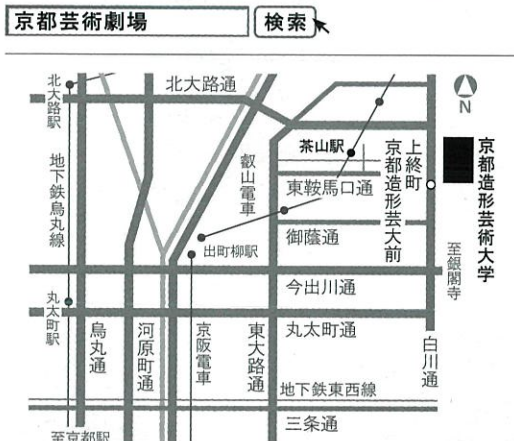 京都芸術劇場
検索
北大路駅
北大路通
N
地下鉄烏丸線
叡山電車
茶山駅
上終町
京都造形芸大前
京都造形芸術大学
東鞍馬口通
御蔭通
出町柳駅
至銀閣寺
今出川通
丸太町駅
烏丸通
河原町通
京阪電車
東大路通
丸太町通
白川通
地下鉄東西線
三条通
至京都駅